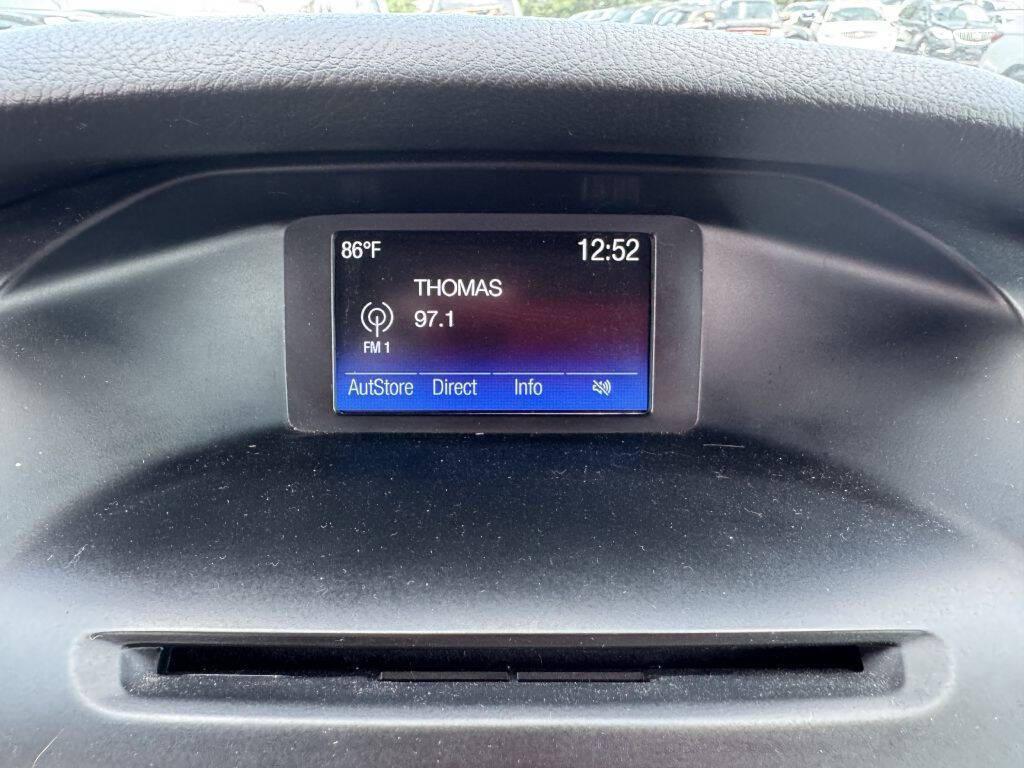 86°F 12:52
THOMAS
97.1
FM 1
AutStore Direct Info